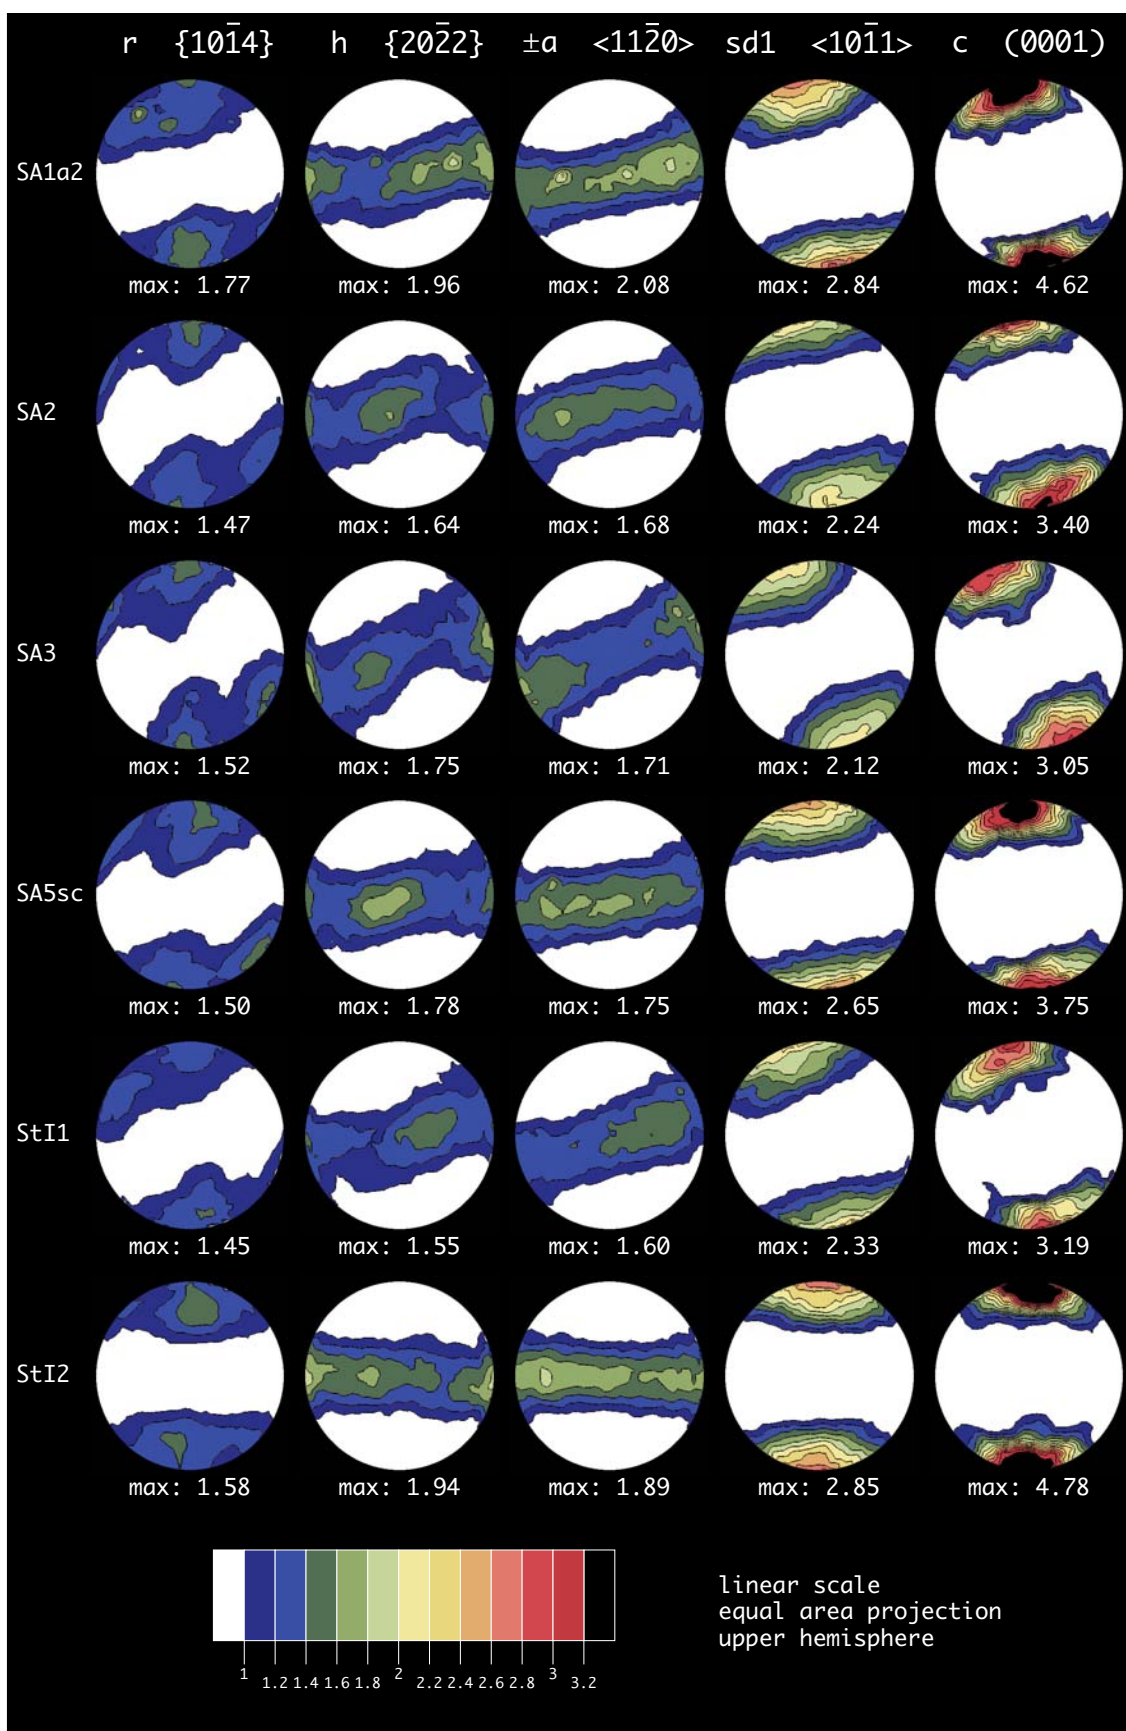 r {101̄4} h {202̄2} ±a <112̄0> sd1 <101̄1> c (0001)
SA1a2
max: 1.77 max: 1.96 max: 2.08 max: 2.84 max: 4.62
SA2
max: 1.47 max: 1.64 max: 1.68 max: 2.24 max: 3.40
SA3
max: 1.52 max: 1.75 max: 1.71 max: 2.12 max: 3.05
SA5sc
max: 1.50 max: 1.78 max: 1.75 max: 2.65 max: 3.75
StI1
max: 1.45 max: 1.55 max: 1.60 max: 2.33 max: 3.19
StI2
max: 1.58 max: 1.94 max: 1.89 max: 2.85 max: 4.78
linear scale
equal area projection
upper hemisphere
1 1.2 1.4 1.6 1.8 2 2.2 2.4 2.6 2.8 3 3.2